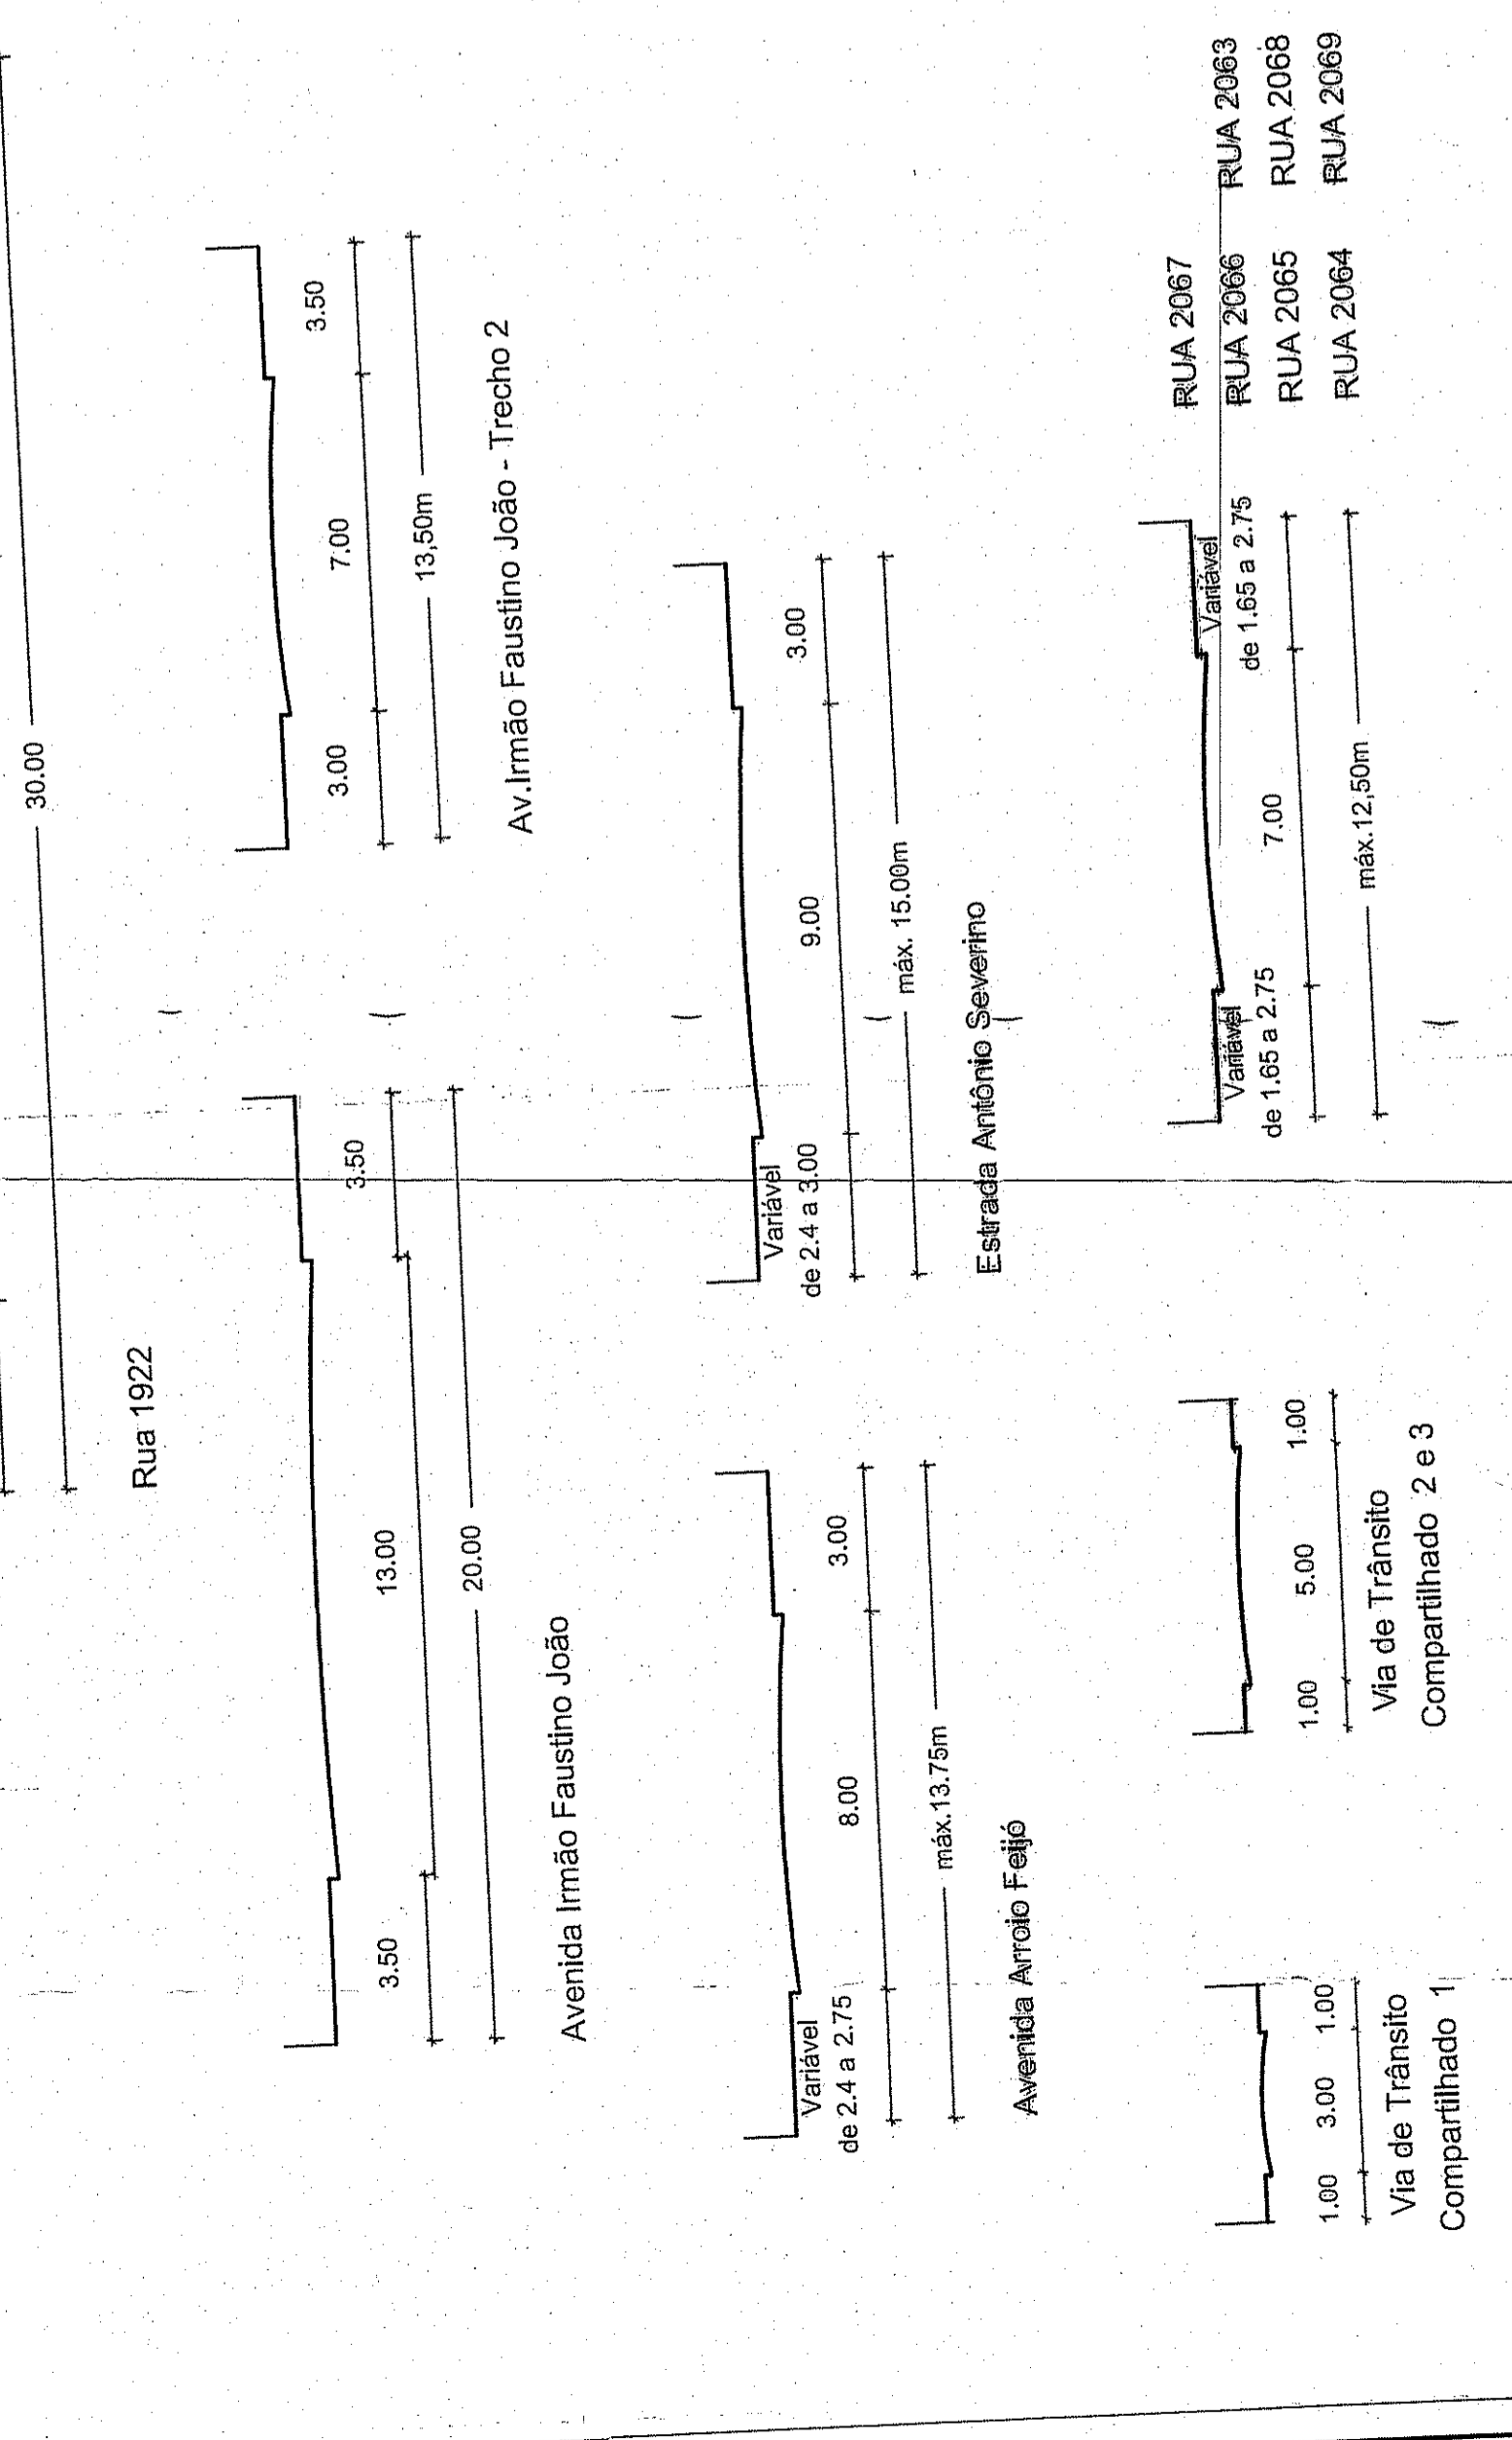 30.00
Rua 1922
3.50
13.00
3.50
20.00
Avenida Irmão Faustino João
3.00
7.00
3.50
13,50m
Av.Irmão Faustino João - Trecho 2
Variável
de 2.4 a 2.75
8.00
3.00
máx.13.75m
Avenida Arroio Feijó
Variável
de 2.4 a 3.00
9.00
3.00
máx. 15.00m
Estrada Antônio Severino
1.00 3.00 1.00
Via de Trânsito
Compartilhado 1
1.00 5.00 1.00
Via de Trânsito
Compartilhado 2 e 3
Variável
de 1.65 a 2.75
7.00
Variável
de 1.65 a 2.75
máx.12,50m
RUA 2067
RUA 2066 RUA 2063
RUA 2065 RUA 2068
RUA 2064 RUA 2069